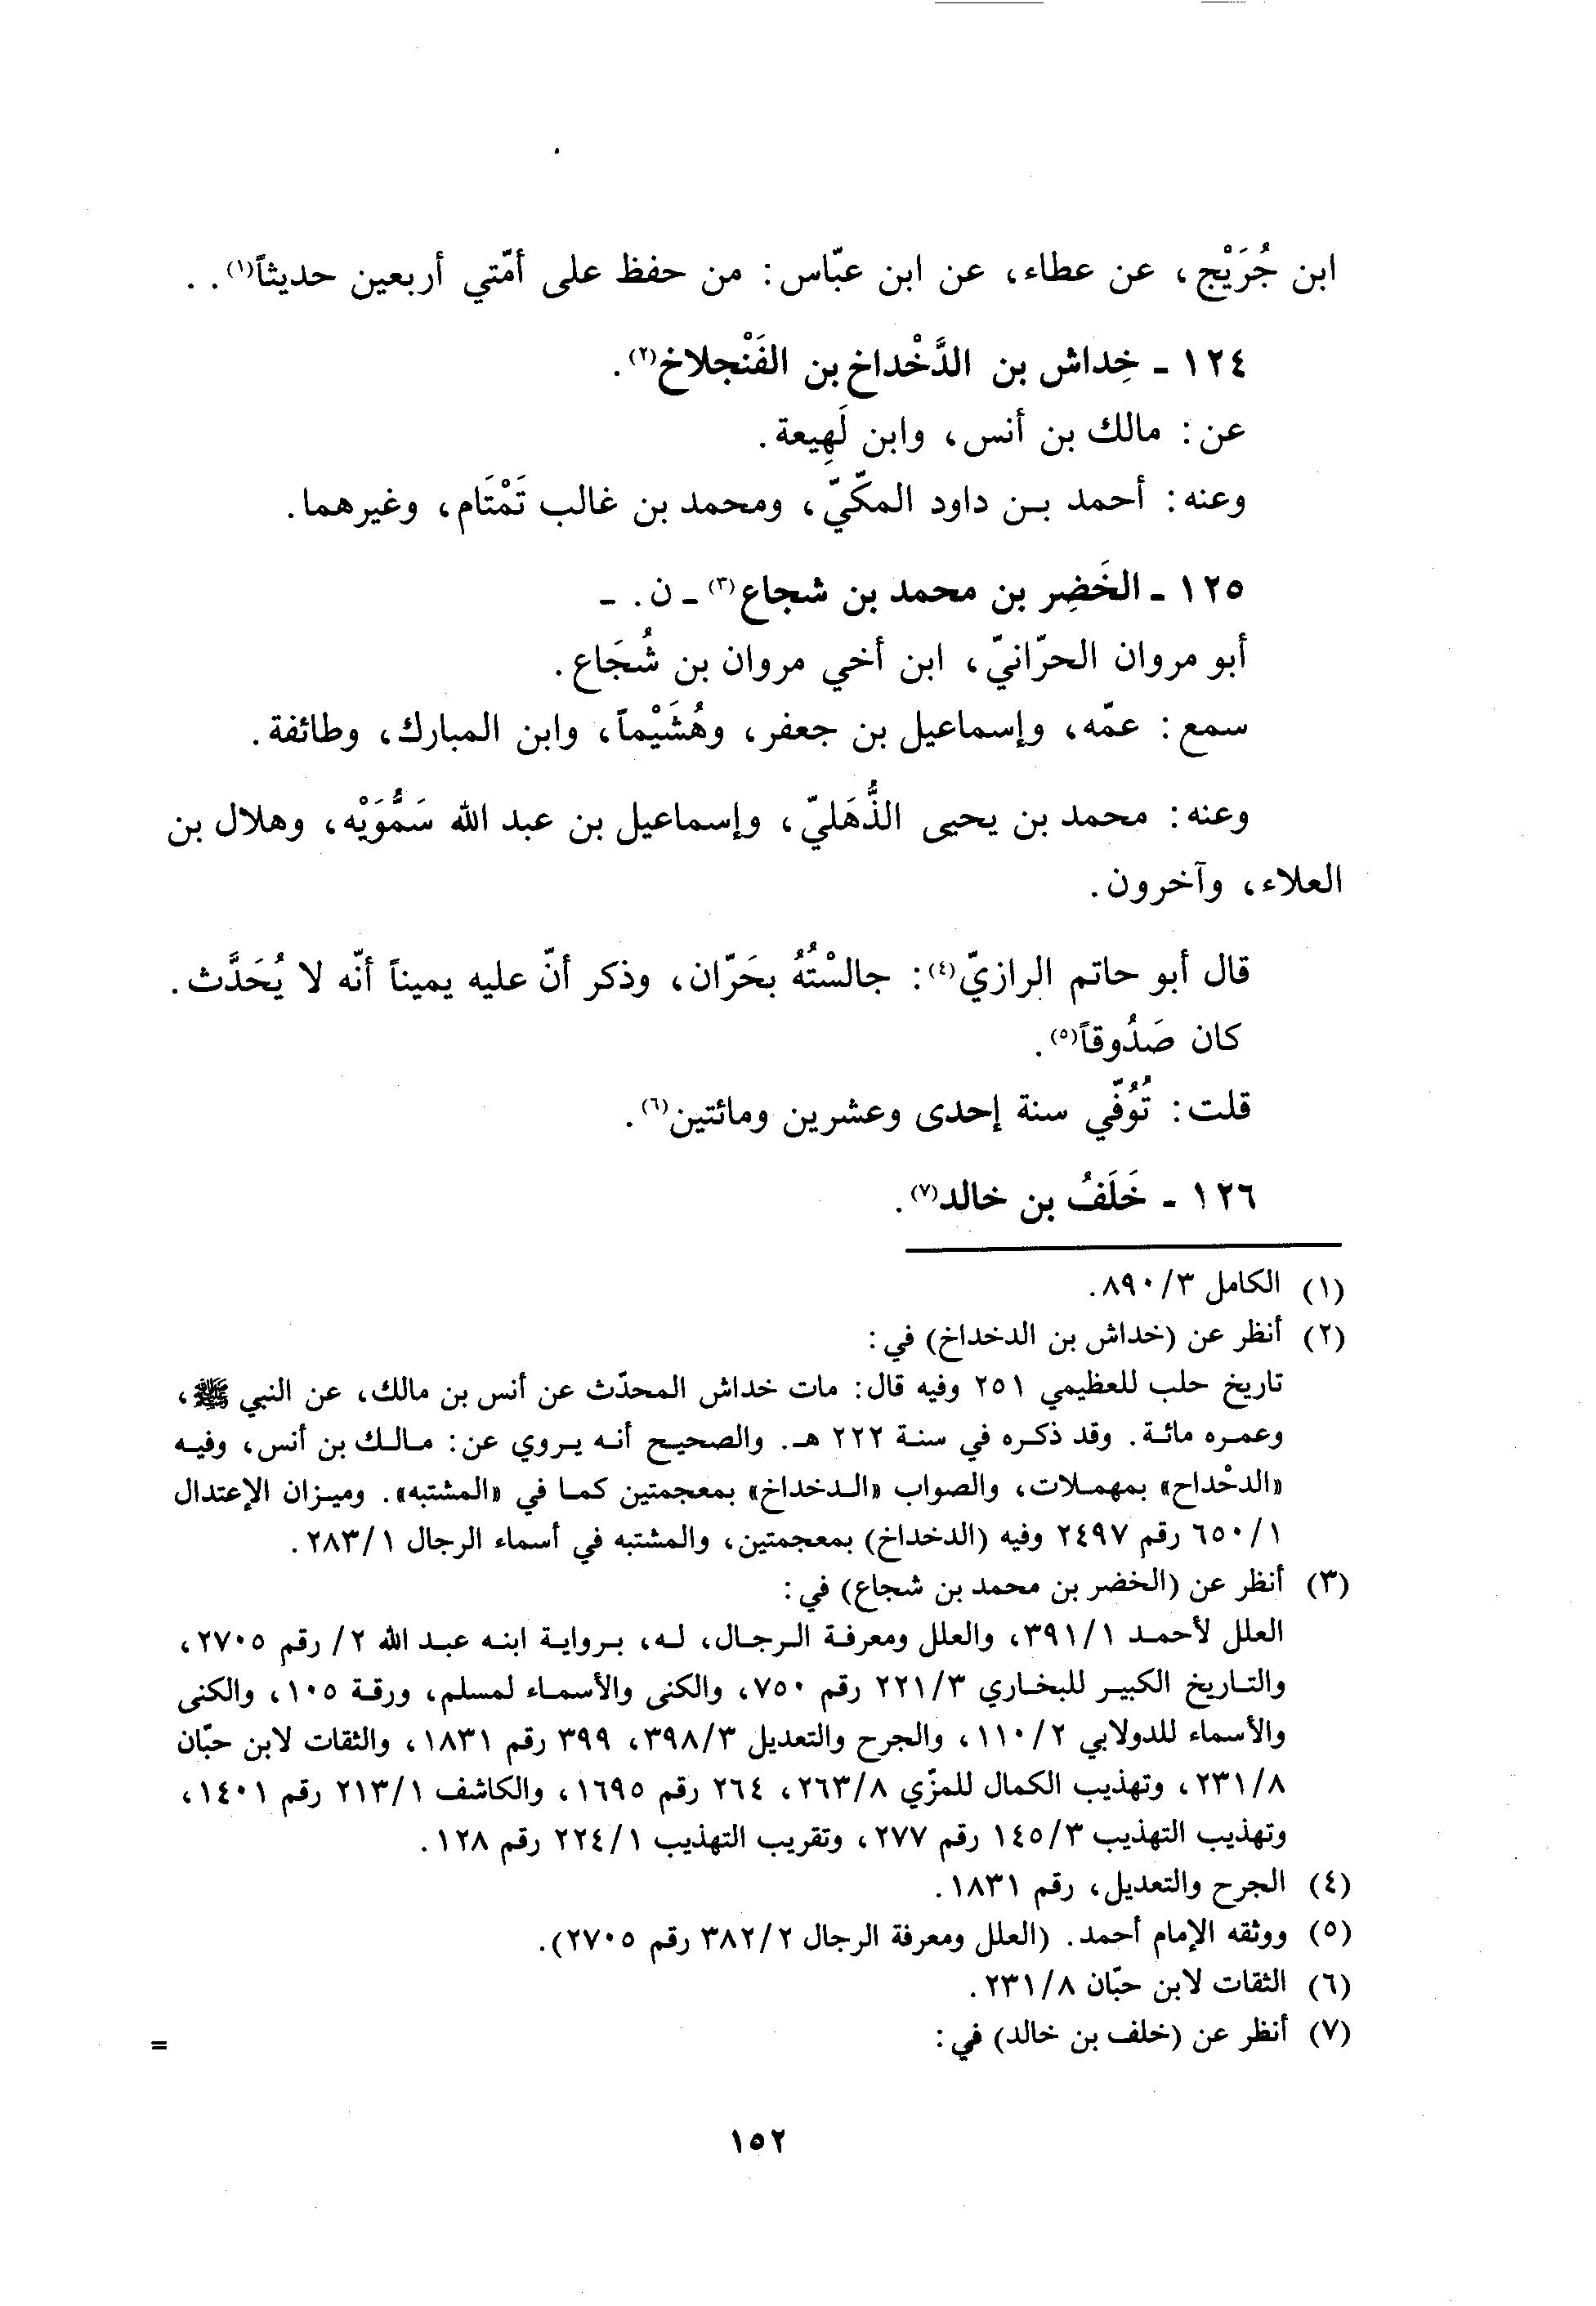 ابن جُرَيْج، عن عطاء، عن ابن عبّاس: من حفظ على أمّتي أربعين حديثاً(١). .
١٢٤ - خِداش بن الدَّخْداخ بن الفَنْجلاخ(٢).
عن: مالك بن أنس، وابن لَهِيعة.
وعنه: أحمد بن داود المكّيّ، ومحمد بن غالب تَمْتَام، وغيرهما.
١٢٥ - الخَضِر بن محمد بن شجاع(٣) - ن. -
أبو مروان الحرّانيّ، ابن أخي مروان بن شُجَاع.
سمع: عمّه، وإسماعيل بن جعفر، وهُشَيْماً، وابن المبارك، وطائفة.
وعنه: محمد بن يحيى الذُّهَليّ، وإسماعيل بن عبد الله سَمُّوَيْه، وهلال بن
العلاء، وآخرون.
قال أبو حاتم الرازيّ(٤): جالسْتُهُ بحَرّان، وذكر أنّ عليه يميناً أنّه لا يُحَدَّث.
كان صَدُوقاً(٥).
قلت: تُوُفّي سنة إحدى وعشرين ومائتين(٦).
١٢٦ - خَلَفُ بن خالد(٧).
(١) الكامل ٨٩٠/٣.
(٢) أنظر عن (خداش بن الدخداخ) في:
تاريخ حلب للعظيمي ٢٥١ وفيه قال: مات خداش المحدّث عن أنس بن مالك، عن النبي ﷺ،
وعمره مائة. وقد ذكره في سنة ٢٢٢ هـ. والصحيح أنه يروي عن: مالك بن أنس، وفيه
«الدحْداح» بمهملات، والصواب «الدخداخ» بمعجمتين كما في «المشتبه». وميزان الإعتدال
٦٥٠/١ رقم ٢٤٩٧ وفيه (الدخداخ) بمعجمتين، والمشتبه في أسماء الرجال ٢٨٣/١.
(٣) أنظر عن (الخضر بن محمد بن شجاع) في:
العلل لأحمد ٣٩١/١، والعلل ومعرفة الرجال، له، برواية ابنه عبد الله ٢/ رقم ٢٧٠٥،
والتاريخ الكبير للبخاري ٢٢١/٣ رقم ٧٥٠، والكنى والأسماء لمسلم، ورقة ١٠٥، والكنى
والأسماء للدولابي ١١٠/٢، والجرح والتعديل ٣٩٨/٣، ٣٩٩ رقم ١٨٣١، والثقات لابن حبّان
٢٣١/٨، وتهذيب الكمال للمزّي ٢٦٣/٨، ٢٦٤ رقم ١٦٩٥، والكاشف ٢١٣/١ رقم ١٤٠١،
وتهذيب التهذيب ١٤٥/٣ رقم ٢٧٧، وتقريب التهذيب ٢٢٤/١ رقم ١٢٨.
(٤) الجرح والتعديل، رقم ١٨٣١.
(٥) ووثقه الإمام أحمد. (العلل ومعرفة الرجال ٣٨٢/٢ رقم ٢٧٠٥).
(٦) الثقات لابن حبّان ٢٣١/٨.
(٧) أنظر عن (خلف بن خالد) في: =
١٥٢